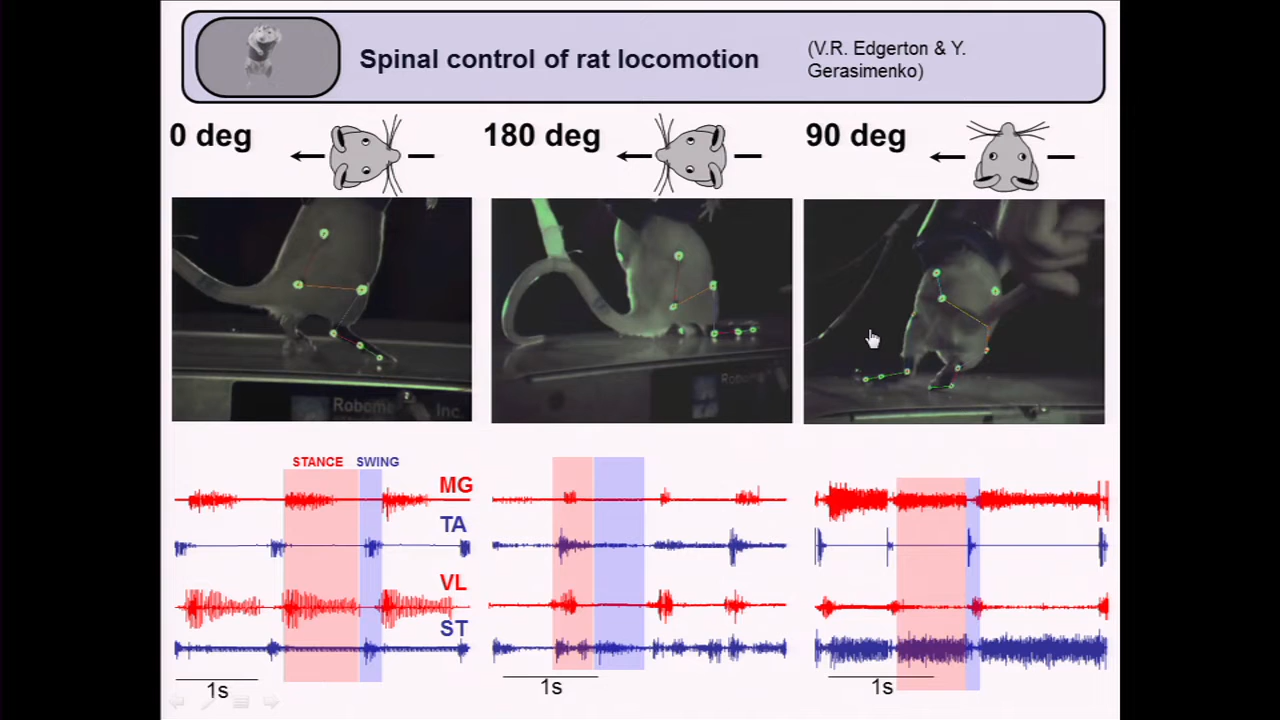 Spinal control of rat locomotion
(V.R. Edgerton & Y.
Gerasimenko)
0 deg
180 deg
90 deg
Inc.
STANCE
SWING
MG
TA
VL
ST
1s
1s
1s